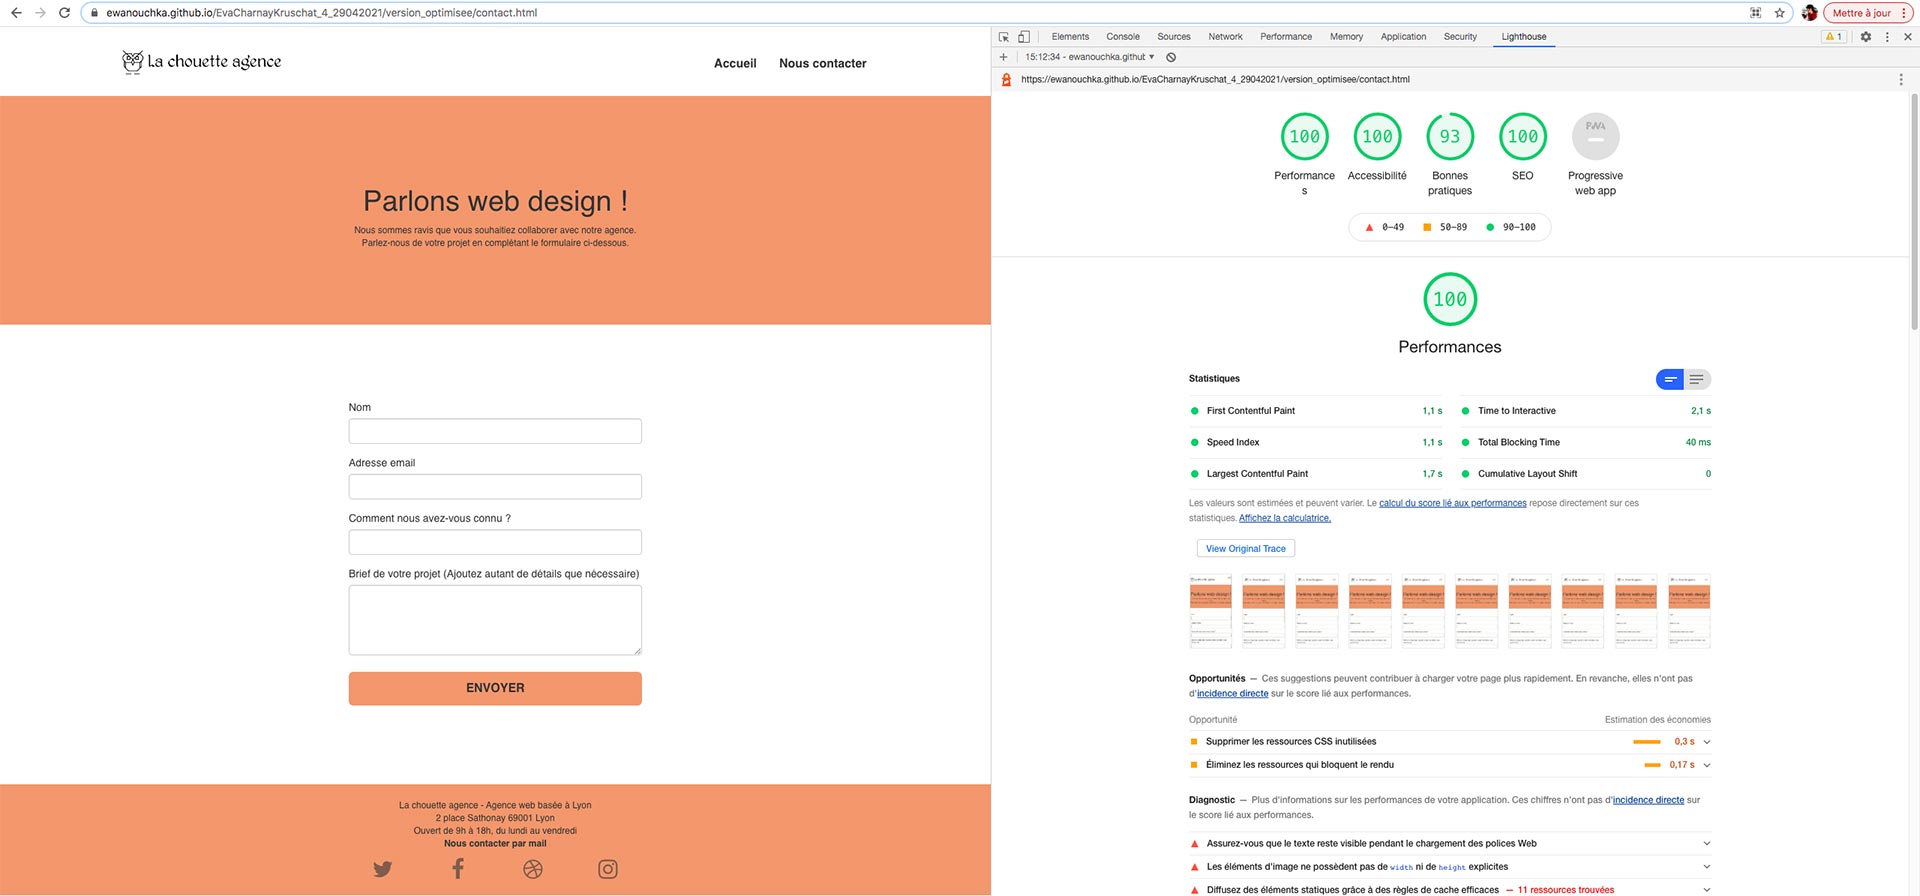 ewanouchka.github.io/EvaCharnayKruschat_4_29042021/version_optimisee/contact.html
Mettre à jour
La chouette agence
Accueil
Nous contacter
Parlons web design !
Nous sommes ravis que vous souhaitiez collaborer avec notre agence.
Parlez-nous de votre projet en complétant le formulaire ci-dessous.
Nom
Adresse email
Comment nous avez-vous connu ?
Brief de votre projet (Ajoutez autant de détails que nécessaire)
ENVOYER
La chouette agence - Agence web basée à Lyon
2 place Sathonay 69001 Lyon
Ouvert de 9h à 18h, du lundi au vendredi
Nous contacter par mail
Elements Console Sources Network Performance Memory Application Security Lighthouse 1
15:12:34 - ewanouchka.githut
https://ewanouchka.github.io/EvaCharnayKruschat_4_29042021/version_optimisee/contact.html
100 100 93 100 PWA
Performance
s
Accessibilité
Bonnes
pratiques
SEO
Progressive
web app
0–49 50–89 90–100
100
Performances
Statistiques
First Contentful Paint 1,1 s
Time to Interactive 2,1 s
Speed Index 1,1 s
Total Blocking Time 40 ms
Largest Contentful Paint 1,7 s
Cumulative Layout Shift 0
Les valeurs sont estimées et peuvent varier. Le calcul du score lié aux performances repose directement sur ces
statistiques. Affichez la calculatrice.
View Original Trace
Opportunités — Ces suggestions peuvent contribuer à charger votre page plus rapidement. En revanche, elles n'ont pas
d'incidence directe sur le score lié aux performances.
Opportunité Estimation des économies
Supprimer les ressources CSS inutilisées 0,3 s
Éliminez les ressources qui bloquent le rendu 0,17 s
Diagnostic — Plus d'informations sur les performances de votre application. Ces chiffres n'ont pas d'incidence directe sur
le score lié aux performances.
Assurez-vous que le texte reste visible pendant le chargement des polices Web
Les éléments d'image ne possèdent pas de width ni de height explicites
Diffusez des éléments statiques grâce à des règles de cache efficaces — 11 ressources trouvées